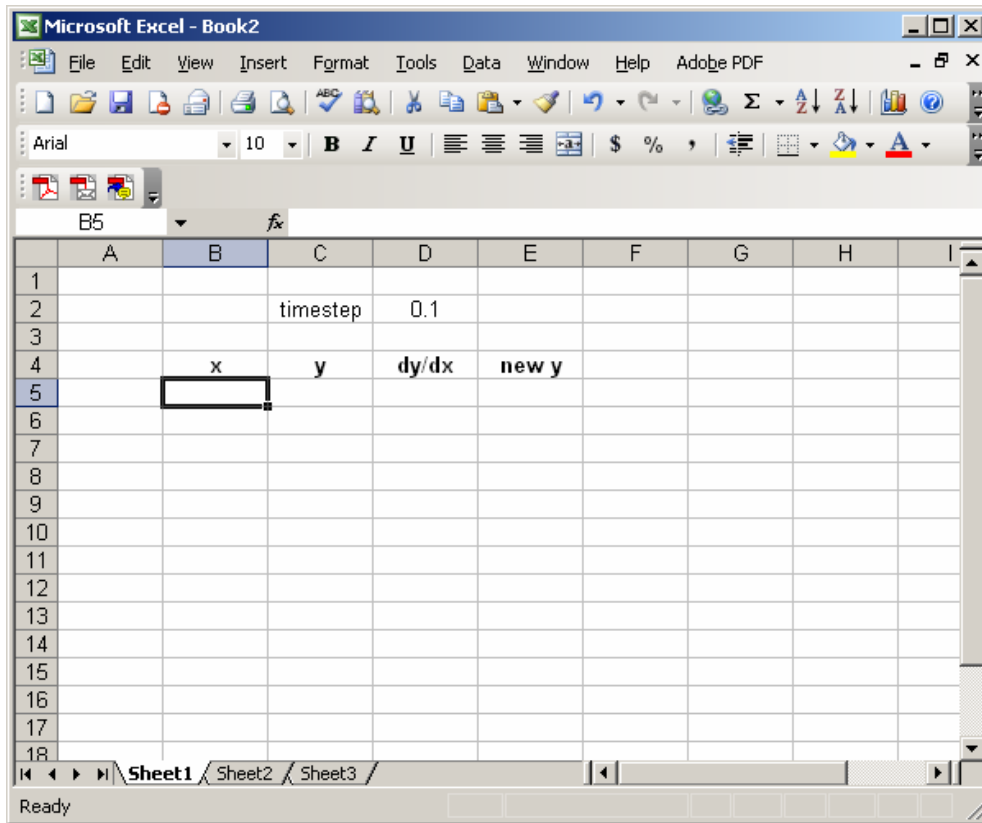 Microsoft Excel - Book2
File Edit View Insert Format Tools Data Window Help Adobe PDF
ABC Σ A Z Z A
Arial 10 B I U a $ % , A
B5 fx
A B C D E F G H I
1
2 timestep 0.1
3
4 x y dy/dx new y
5
6
7
8
9
10
11
12
13
14
15
16
17
18
Sheet1 Sheet2 Sheet3
Ready